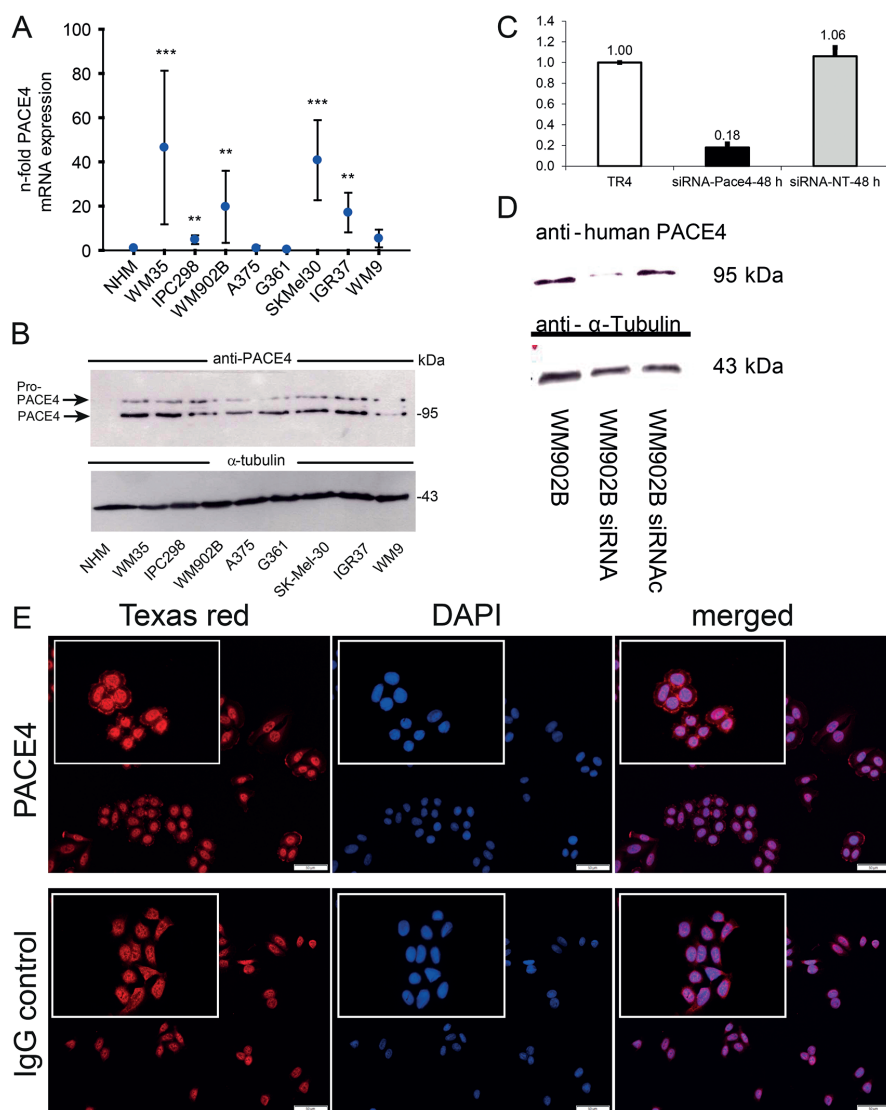 A
n-fold PACE4
mRNA expression
100
80
60
40
20
0
***
**
**
***
**
NHM
WM35
IPC298
WM902B
A375
G361
SKMel30
IGR37
WM9
B
anti-PACE4
kDa
Pro-
PACE4
PACE4
-95
α-tubulin
-43
NHM
WM35
IPC298
WM902B
A375
G361
SK-Mel-30
IGR37
WM9
C
1.4
1.2
1.0
0.8
0.6
0.4
0.2
0.0
1.00
0.18
1.06
TR4
siRNA-Pace4-48 h
siRNA-NT-48 h
D
anti-human PACE4
95 kDa
anti- α-Tubulin
43 kDa
WM902B
WM902B siRNA
WM902B siRNAc
E
Texas red
DAPI
merged
PACE4
IgG control